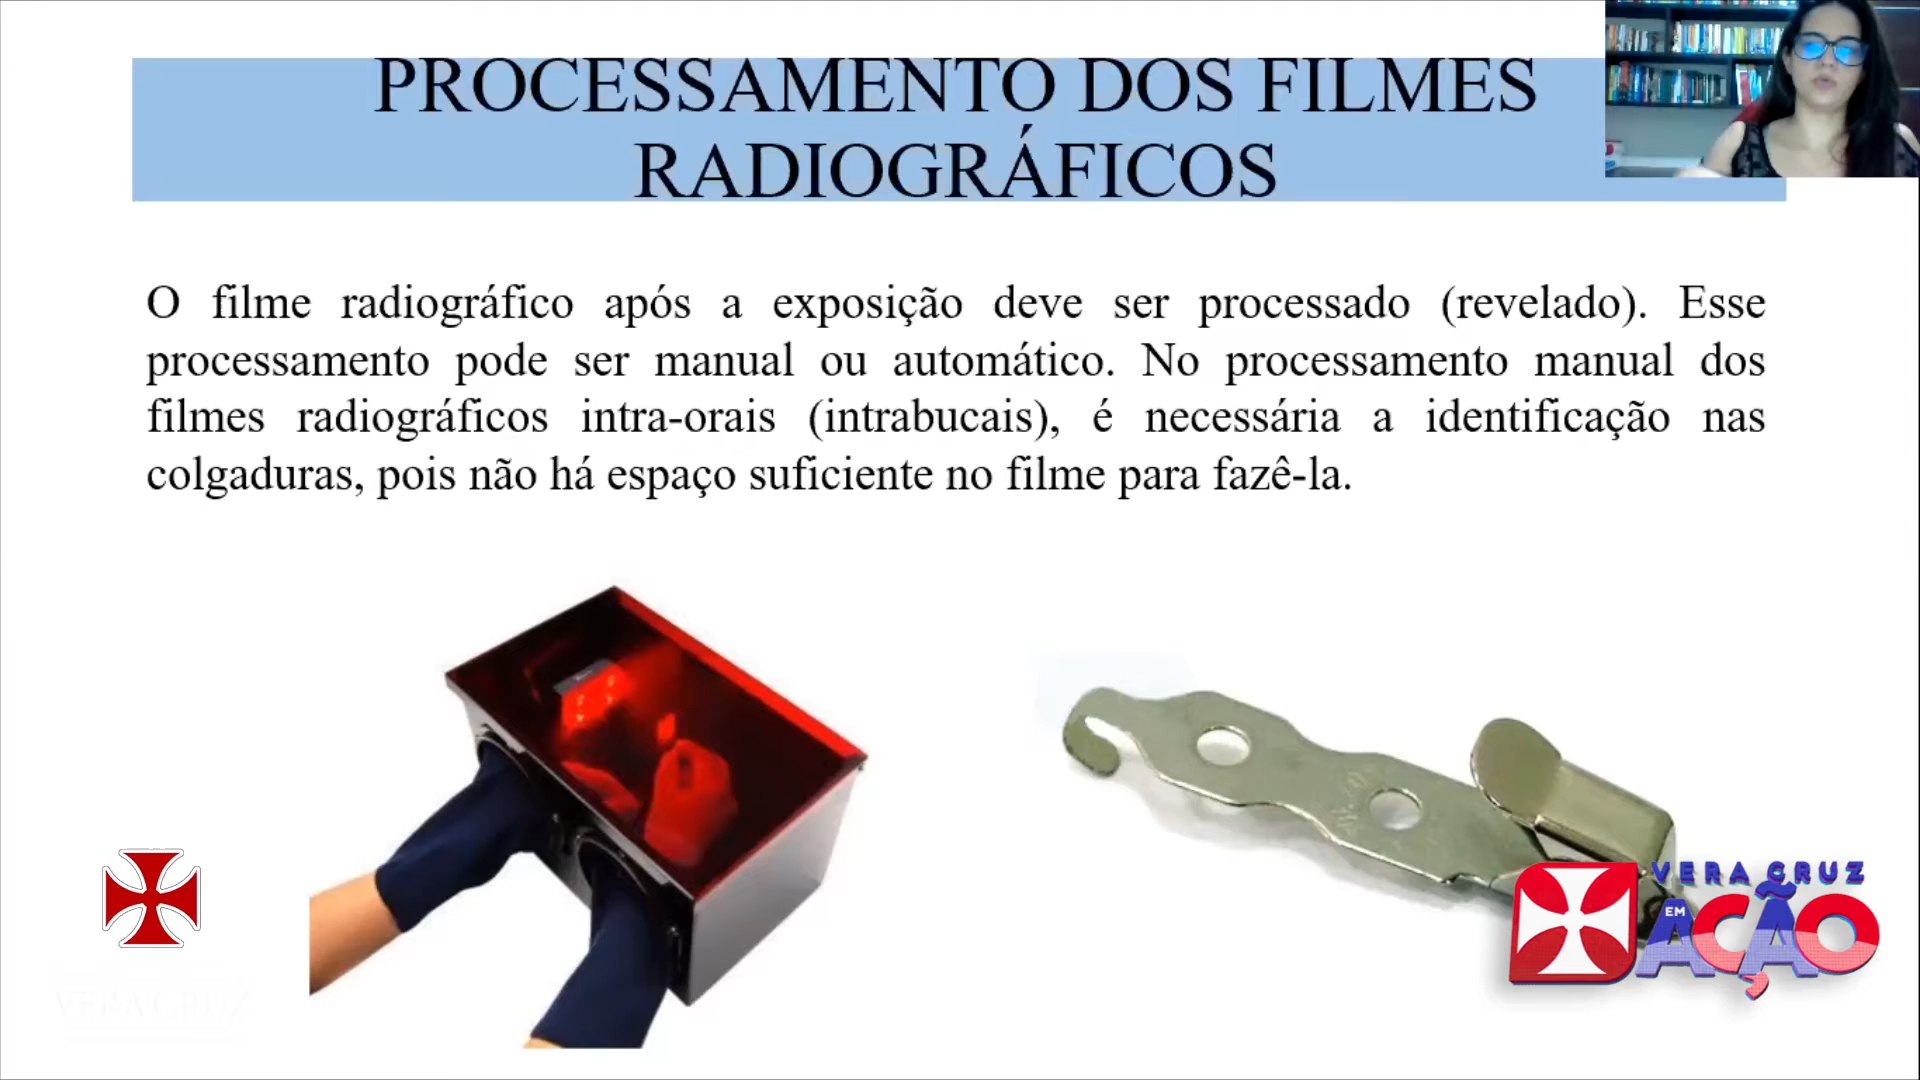 PROCESSAMENTO DOS FILMES
RADIOGRÁFICOS
O filme radiográfico após a exposição deve ser processado (revelado). Esse
processamento pode ser manual ou automático. No processamento manual dos
filmes radiográficos intra-orais (intrabucais), é necessária a identificação nas
colgaduras, pois não há espaço suficiente no filme para fazê-la.
VERA CRUZ
EM
AÇÃO
VERA CRUZ